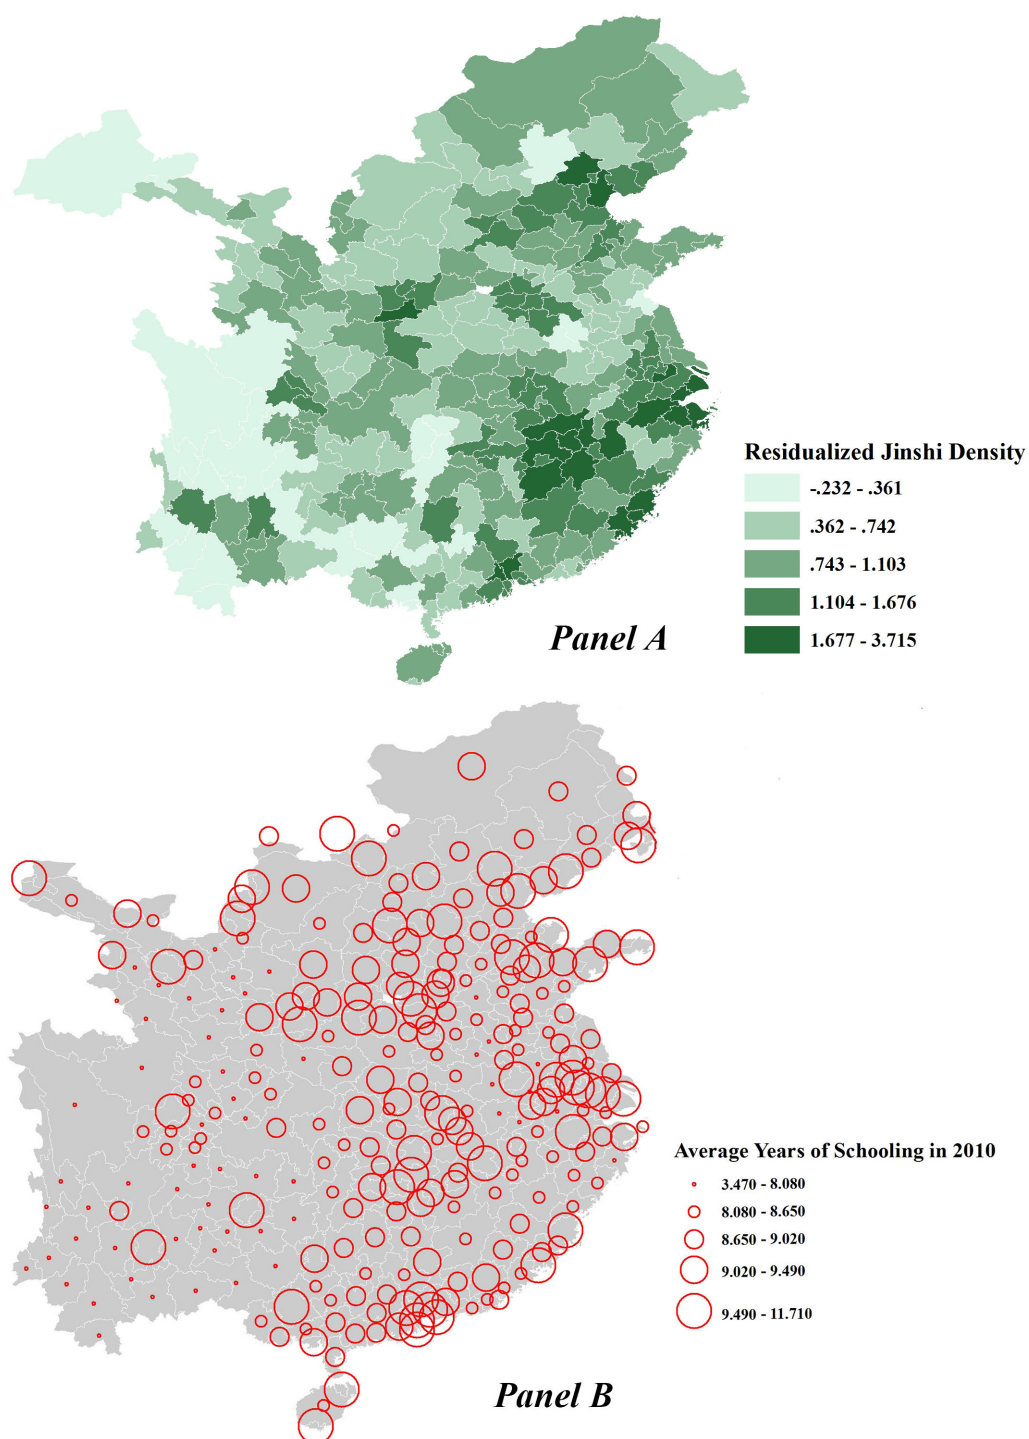 Residualized Jinshi Density
-.232 - .361
.362 - .742
.743 - 1.103
1.104 - 1.676
1.677 - 3.715
Panel A
Average Years of Schooling in 2010
3.470 - 8.080
8.080 - 8.650
8.650 - 9.020
9.020 - 9.490
9.490 - 11.710
Panel B